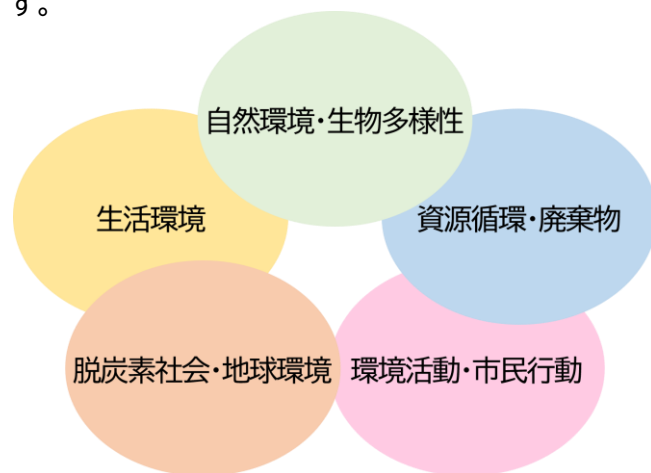 す。
自然環境・生物多様性
生活環境
資源循環・廃棄物
脱炭素社会・地球環境
環境活動・市民行動